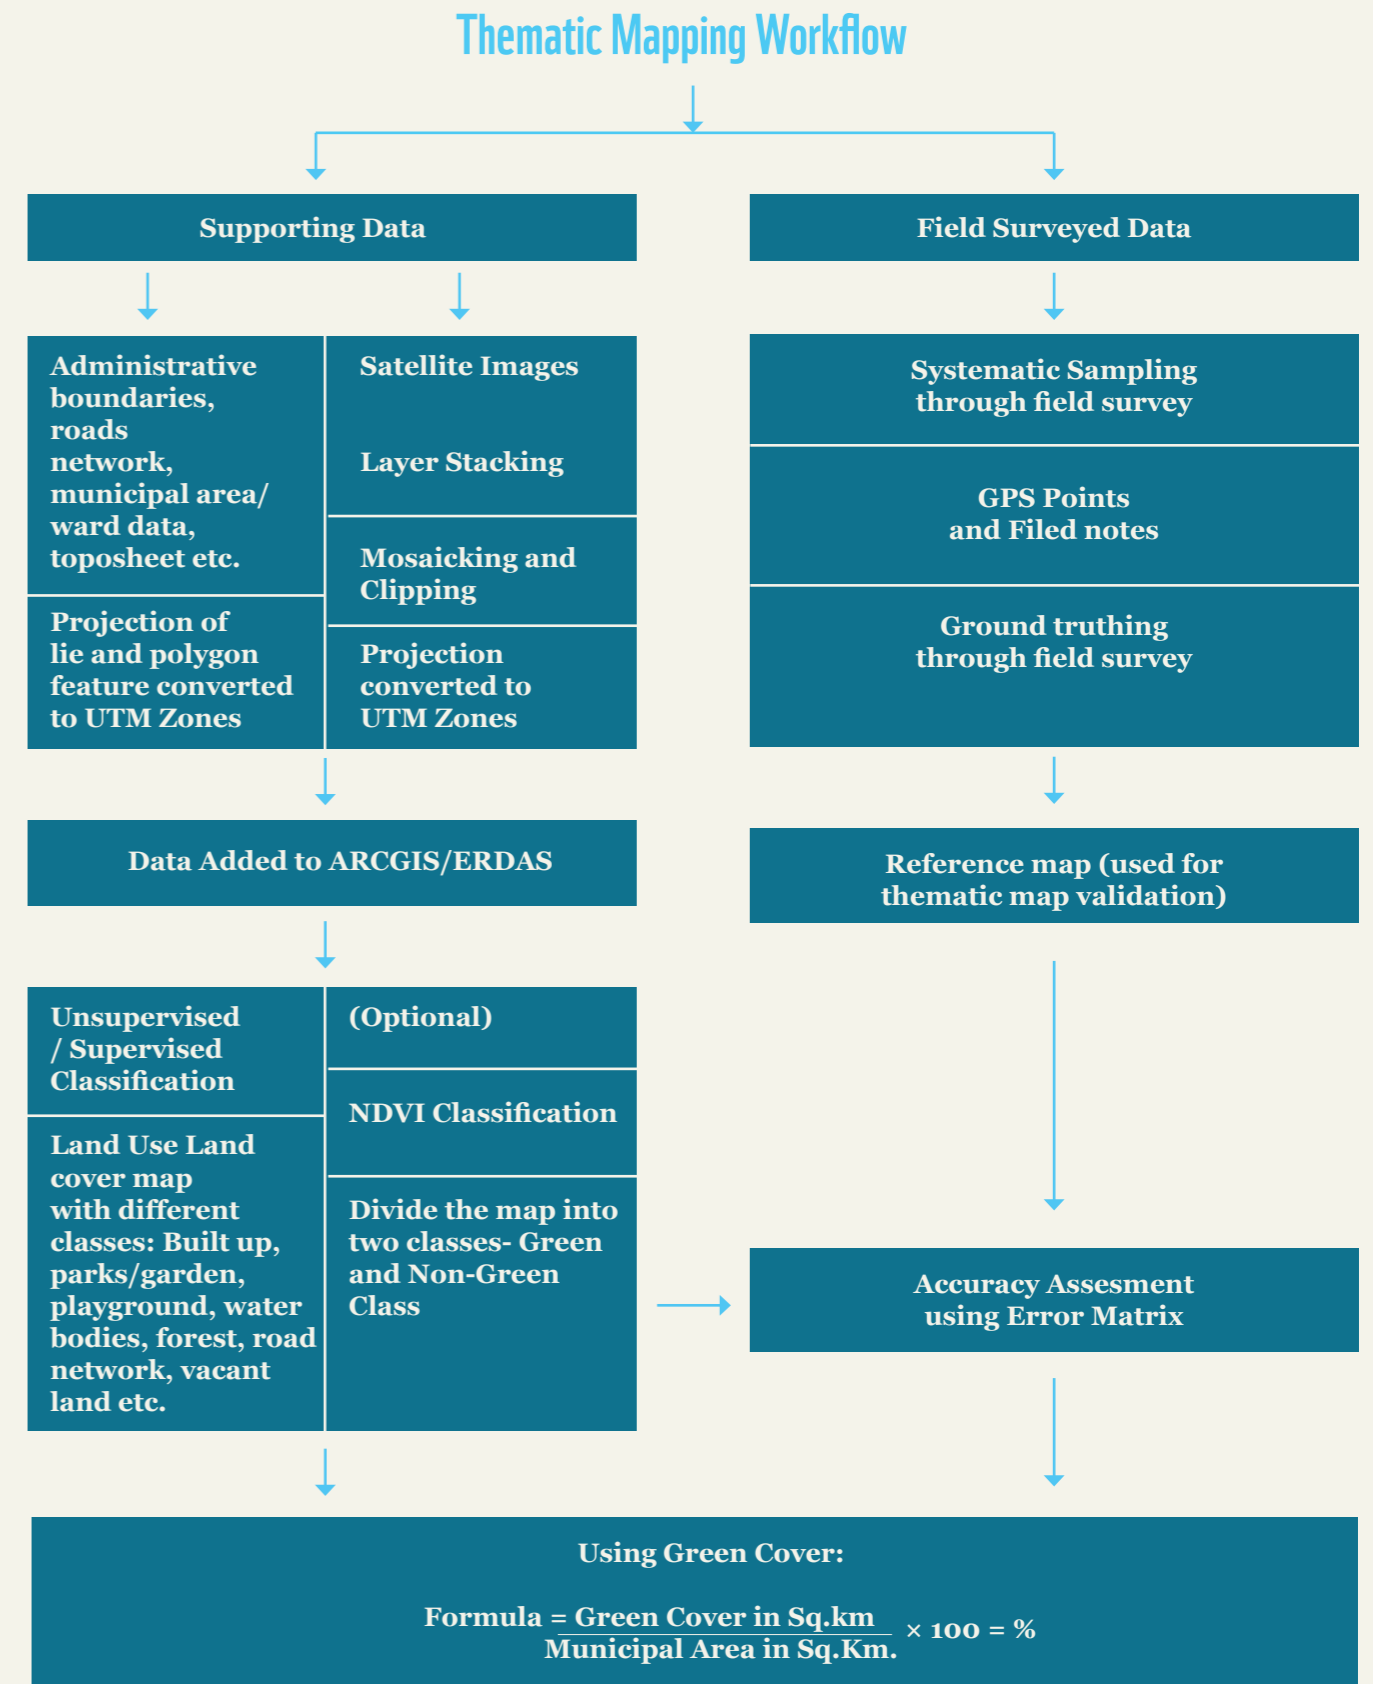 Thematic Mapping Workflow
Supporting Data
Field Surveyed Data
Administrative
boundaries,
roads
network,
municipal area/
ward data,
toposheet etc.
Projection of
lie and polygon
feature converted
to UTM Zones
Satellite Images
Layer Stacking
Mosaicking and
Clipping
Projection
converted to
UTM Zones
Systematic Sampling
through field survey
GPS Points
and Filed notes
Ground truthing
through field survey
Data Added to ARCGIS/ERDAS
Reference map (used for
thematic map validation)
Unsupervised
/ Supervised
Classification
Land Use Land
cover map
with different
classes: Built up,
parks/garden,
playground, water
bodies, forest, road
network, vacant
land etc.
(Optional)
NDVI Classification
Divide the map into
two classes- Green
and Non-Green
Class
Accuracy Assesment
using Error Matrix
Using Green Cover:
Formula = Green Cover in Sq.km
Municipal Area in Sq.Km.
× 100 = %